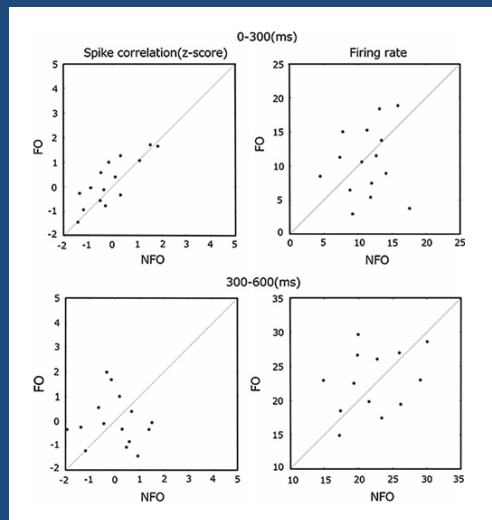 0-300(ms)
Spike correlation(z-score)
Firing rate
5
4
3
2
1
0
-1
-2
FO
-2 -1 0 1 2 3 4 5
NFO
25
20
15
10
5
0
FO
0 5 10 15 20 25
NFO
300-600(ms)
5
4
3
2
1
0
-1
-2
FO
-2 -1 0 1 2 3 4 5
NFO
35
30
25
20
15
10
FO
10 15 20 25 30 35
NFO